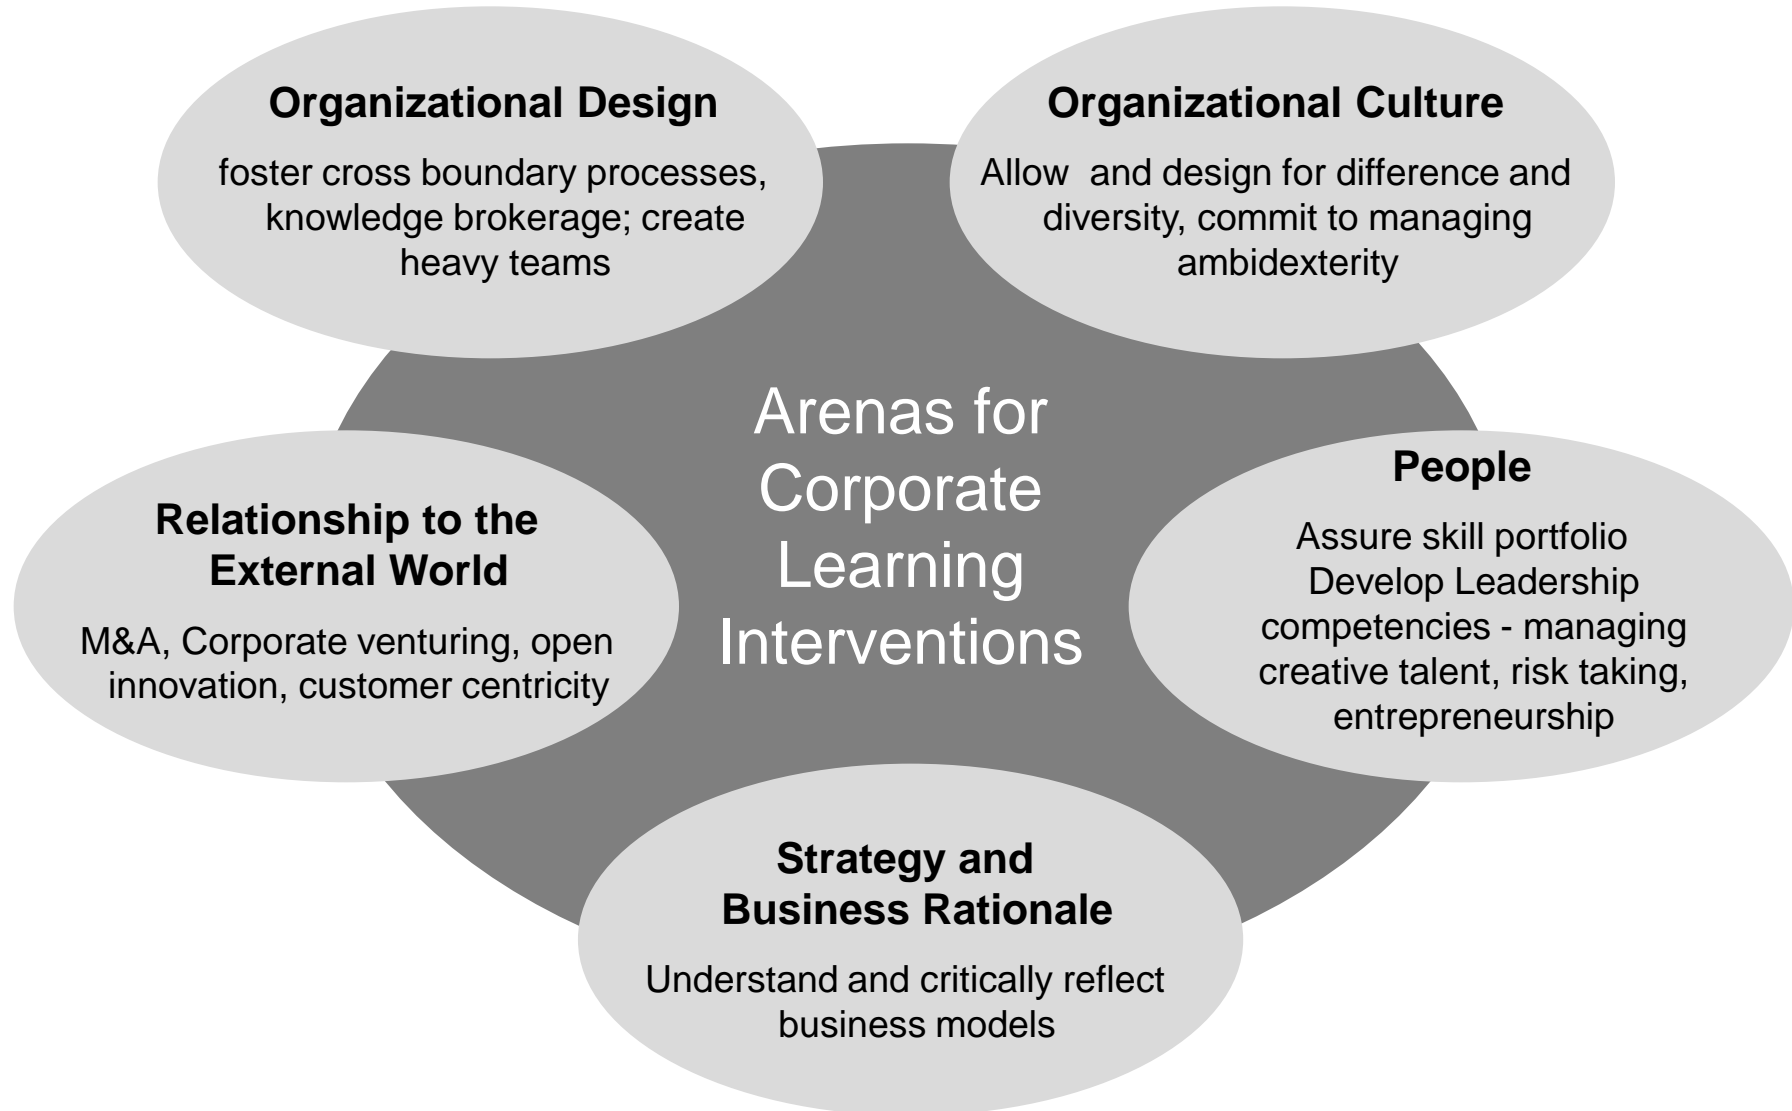 Organizational Design
foster cross boundary processes,
knowledge brokerage; create
heavy teams
Organizational Culture
Allow  and design for difference and
diversity, commit to managing
ambidexterity
Arenas for
Corporate
Learning
Interventions
Relationship to the
External World
M&A, Corporate venturing, open
innovation, customer centricity
People
Assure skill portfolio
Develop Leadership
competencies - managing
creative talent, risk taking,
entrepreneurship
Strategy and
Business Rationale
Understand and critically reflect
business models